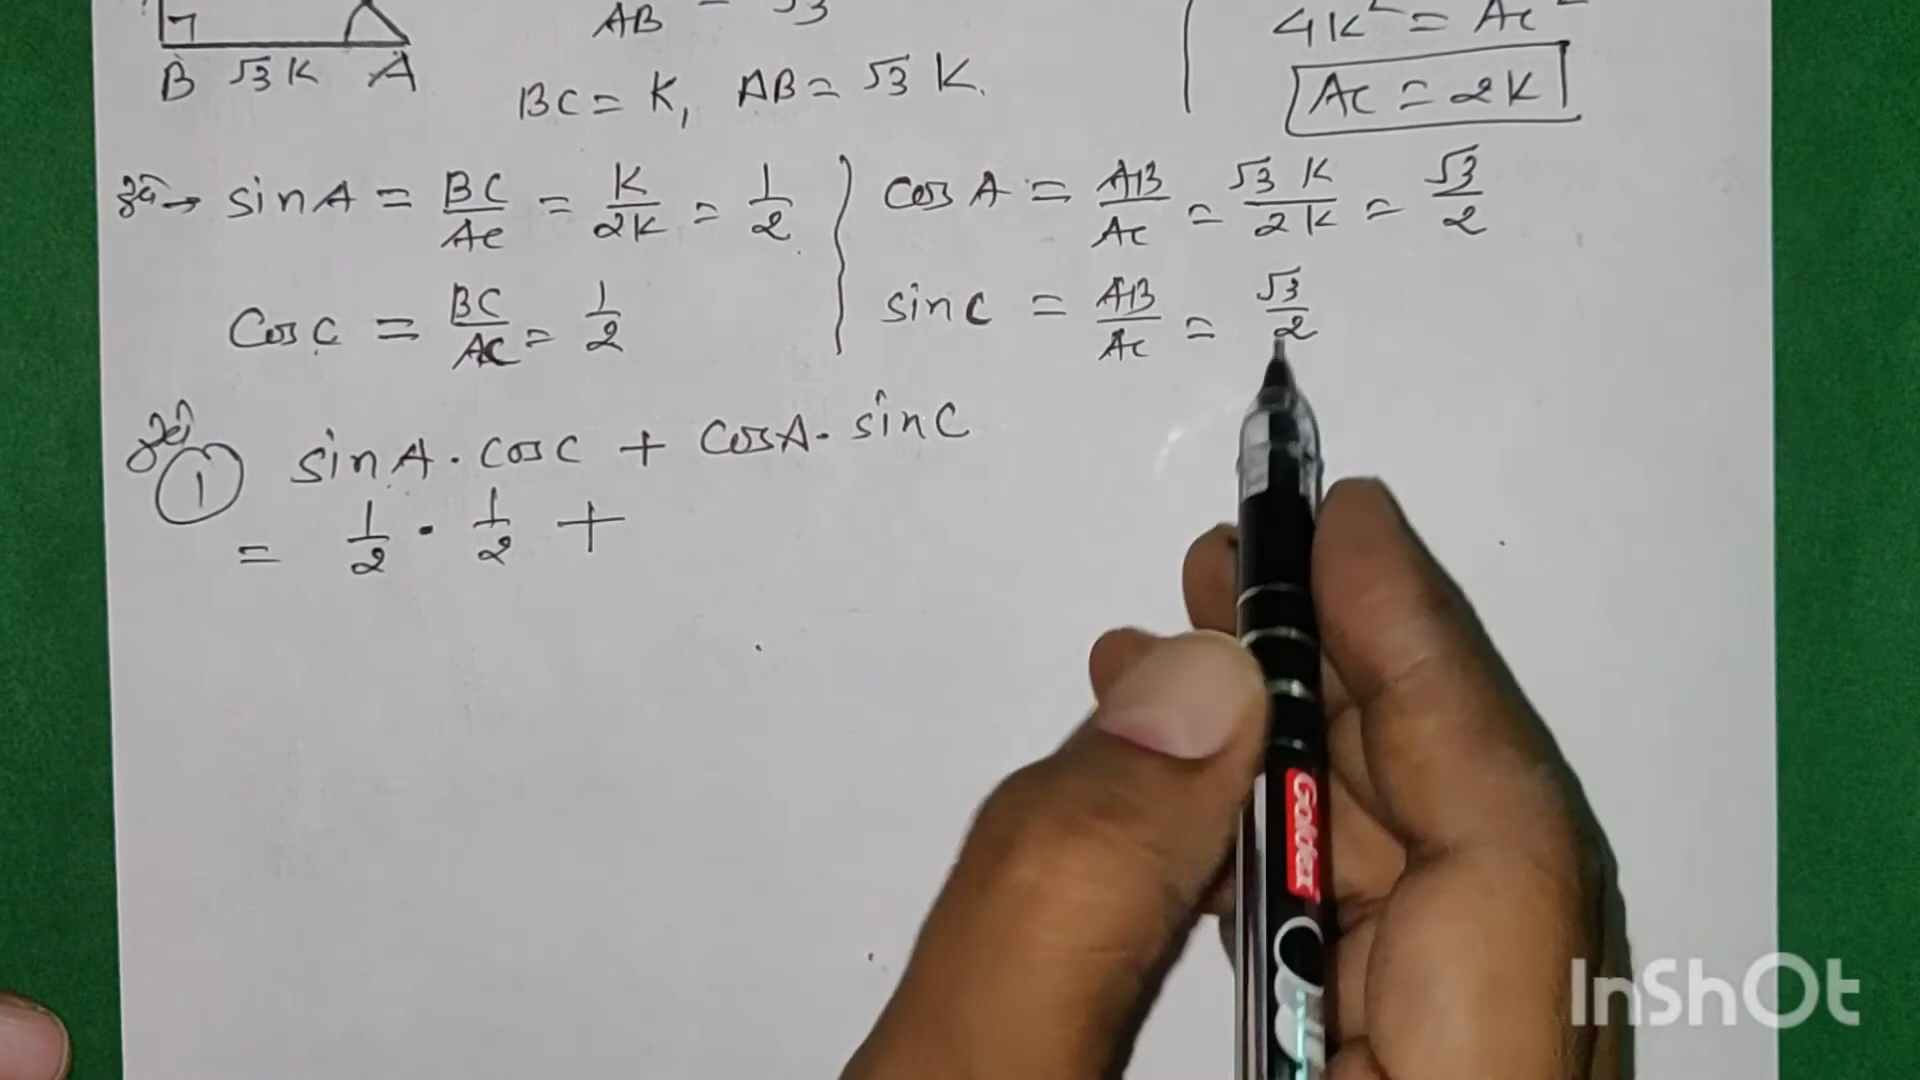 AB = √3
4K² = AC²
B √3 K A
BC = K, AB = √3 K.
AC = 2K
→ sin A = BC/AC = K/2K = 1/2
cos A = AB/AC = √3 K/2 K = √3/2
cos C = BC/AC = 1/2
sin C = AB/AC = √3/2
① sin A . cos C + cos A . sin C
= 1/2 . 1/2 +
Goldex
InShOt